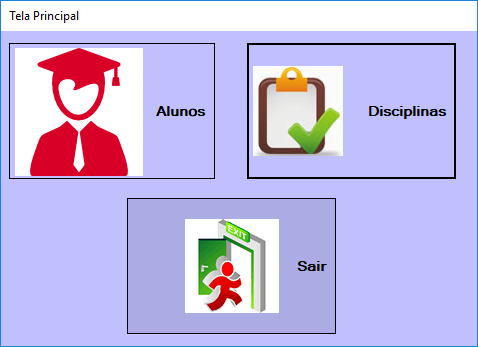 Tela Principal
Alunos
Disciplinas
EXIT
Sair